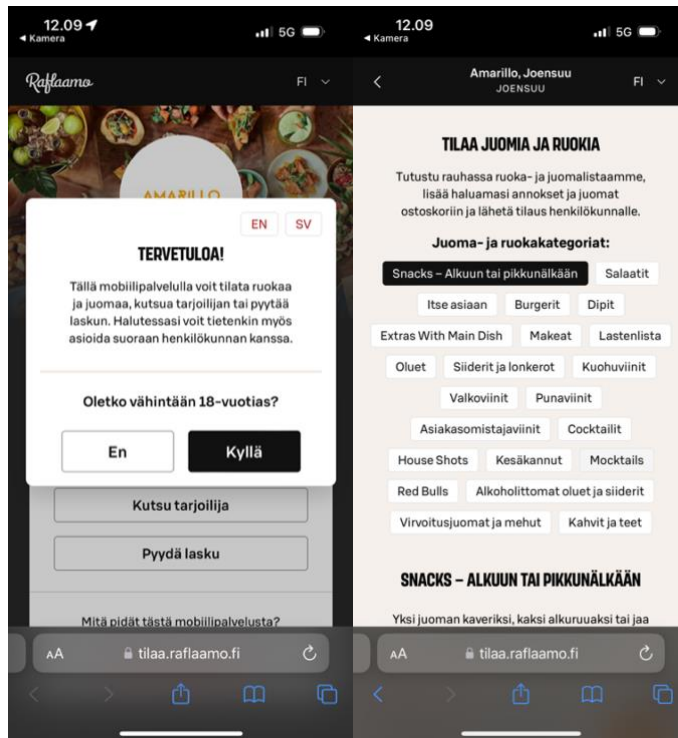 12.09
◄ Kamera
5G
Raflaamo
FI
AMARILLO
EN
SV
TERVETULOA!
Tällä mobiilipalvelulla voit tilata ruokaa
ja juomaa, kutsua tarjoilijan tai pyytää
laskun. Halutessasi voit tietenkin myös
asioida suoraan henkilökunnan kanssa.
Oletko vähintään 18-vuotias?
En
Kyllä
Kutsu tarjoilija
Pyydä lasku
Mitä pidät tästä mobiilipalvelusta?
AA
tilaa.raflaamo.fi
12.09
◄ Kamera
5G
Amarillo, Joensuu
JOENSUU
FI
TILAA JUOMIA JA RUOKIA
Tutustu rauhassa ruoka- ja juomalistaamme,
lisää haluamasi annokset ja juomat
ostoskoriin ja lähetä tilaus henkilökunnalle.
Juoma- ja ruokakategoriat:
Snacks – Alkuun tai pikkunälkään Salaatit
Itse asiaan Burgerit Dipit
Extras With Main Dish Makeat Lastenlista
Oluet Siiderit ja lonkerot Kuohuviinit
Valkoviinit Punaviinit
Asiakasomistajaviinit Cocktailit
House Shots Kesäkannut Mocktails
Red Bulls Alkoholittomat oluet ja siiderit
Virvoitusjuomat ja mehut Kahvit ja teet
SNACKS – ALKUUN TAI PIKKUNÄLKÄÄN
Yksi juoman kaveriksi, kaksi alkuruuaksi tai jaa
AA
tilaa.raflaamo.fi